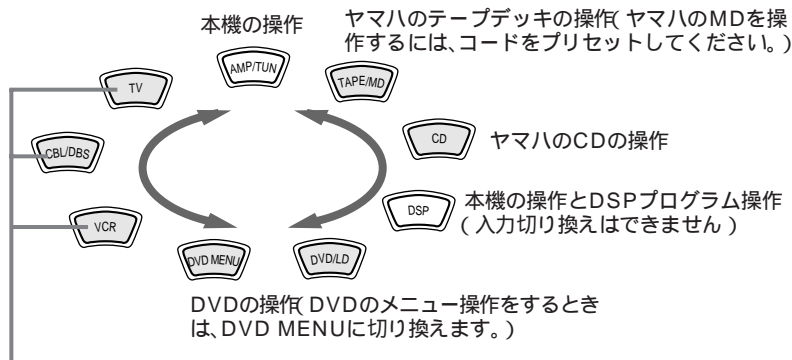 本機の操作
ヤマハのテープデッキの操作(ヤマハのMDを操
作するには、コードをプリセットしてください。)
AMP/TUN
TAPE/MD
TV
CD
ヤマハのCDの操作
CBL/DBS
DSP
本機の操作とDSPプログラム操作
(入力切り換えはできません)
VCR
DVD MENU
DVD/LD
DVDの操作(DVDのメニュー操作をするとき
は、DVD MENUに切り換えます。)